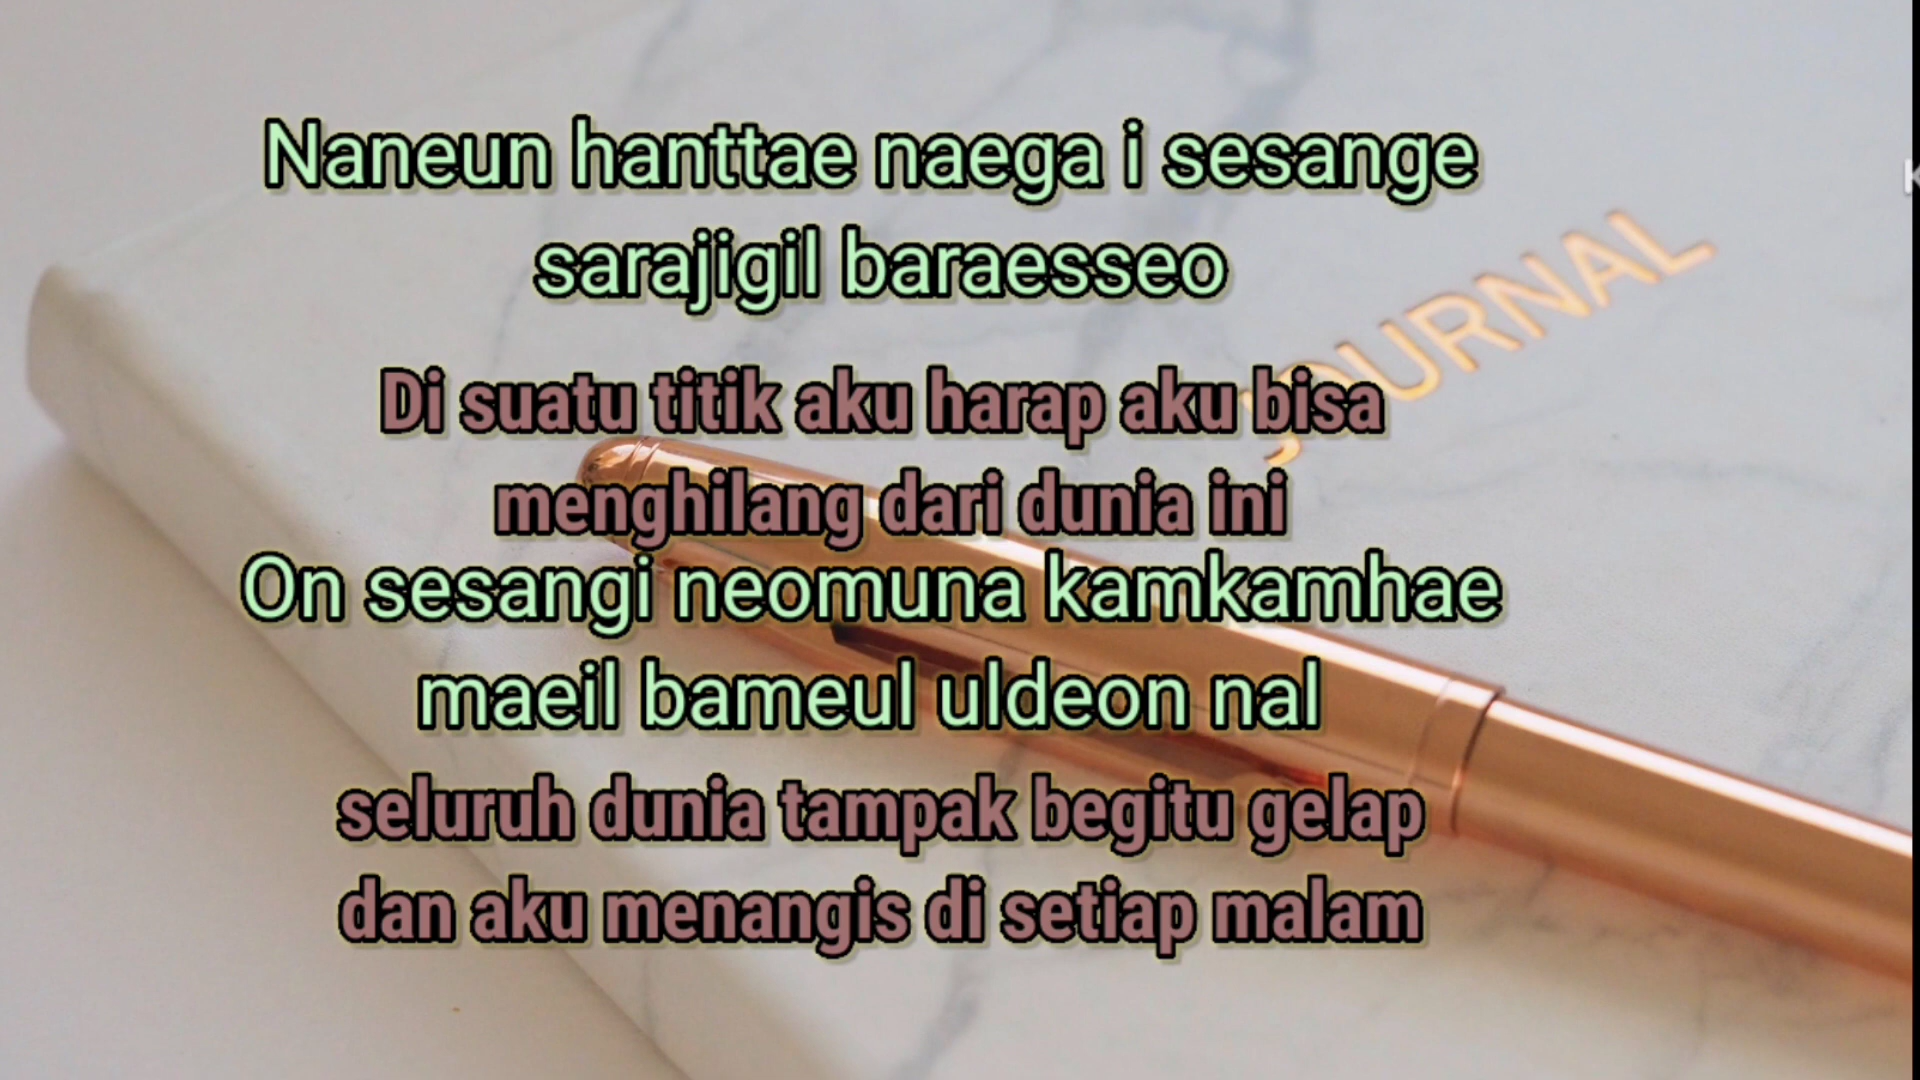 Naneun hanttae naega i sesange
sarajigil baraesseo
JOURNAL
Di suatu titik aku harap aku bisa
menghilang dari dunia ini
On sesangi neomuna kamkamhae
maeil bameul uldeon nal
seluruh dunia tampak begitu gelap
dan aku menangis di setiap malam